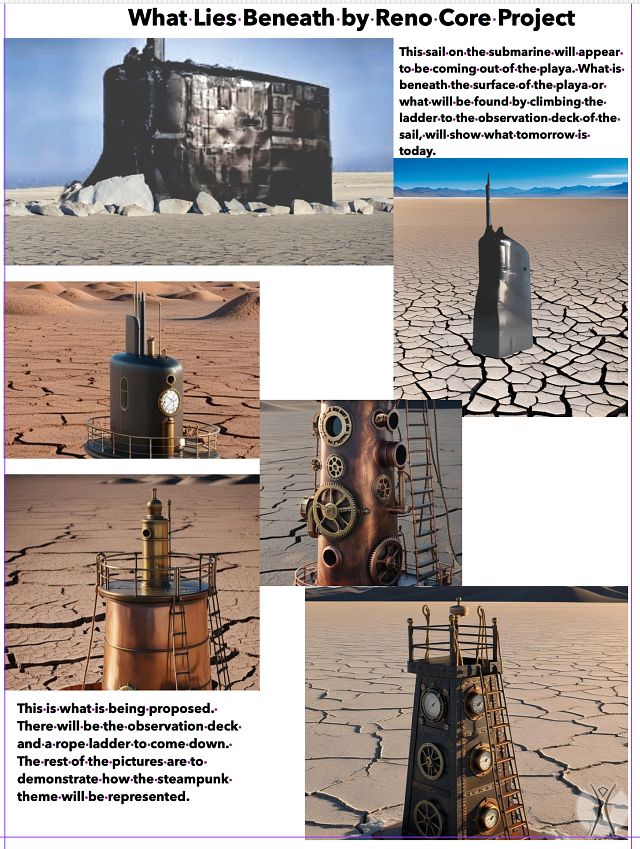 What Lies Beneath by Reno Core Project
This sail on the submarine will appear
to be coming out of the playa. What is
beneath the surface of the playa or
what will be found by climbing the
ladder to the observation deck of the
sail, will show what tomorrow is
today.
This is what is being proposed.
There will be the observation deck
and a rope ladder to come down.
The rest of the pictures are to
demonstrate how the steampunk
theme will be represented.